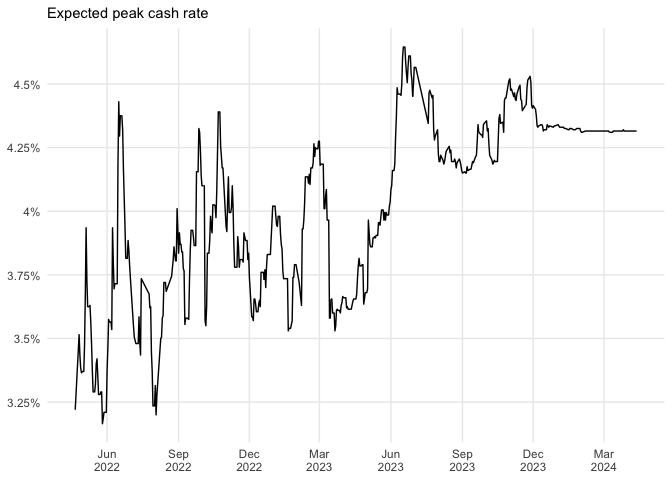 Expected peak cash rate
4.5%
4.25%
4%
3.75%
3.5%
3.25%
Jun Sep Dec Mar Jun Sep Dec Mar
2022 2022 2022 2023 2023 2023 2023 2024